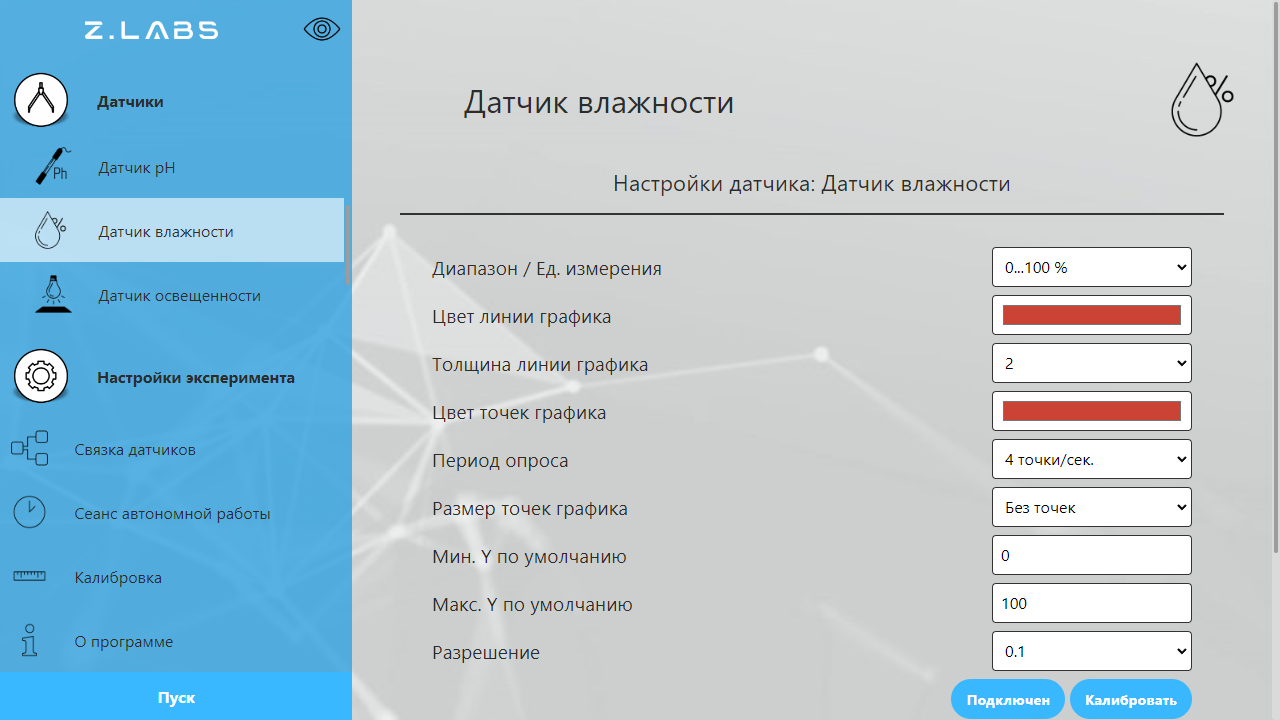 Z.LABS
Датчики
Ph
Датчик pH
%
Датчик влажности
Датчик освещенности
Настройки эксперимента
Связка датчиков
Сеанс автономной работы
Калибровка
О программе
Пуск
Датчик влажности
%
Настройки датчика: Датчик влажности
Диапазон / Ед. измерения
0...100 %
Цвет линии графика
Толщина линии графика
2
Цвет точек графика
Период опроса
4 точки/сек.
Размер точек графика
Без точек
Мин. Y по умолчанию
0
Макс. Y по умолчанию
100
Разрешение
0.1
Подключен
Калибровать